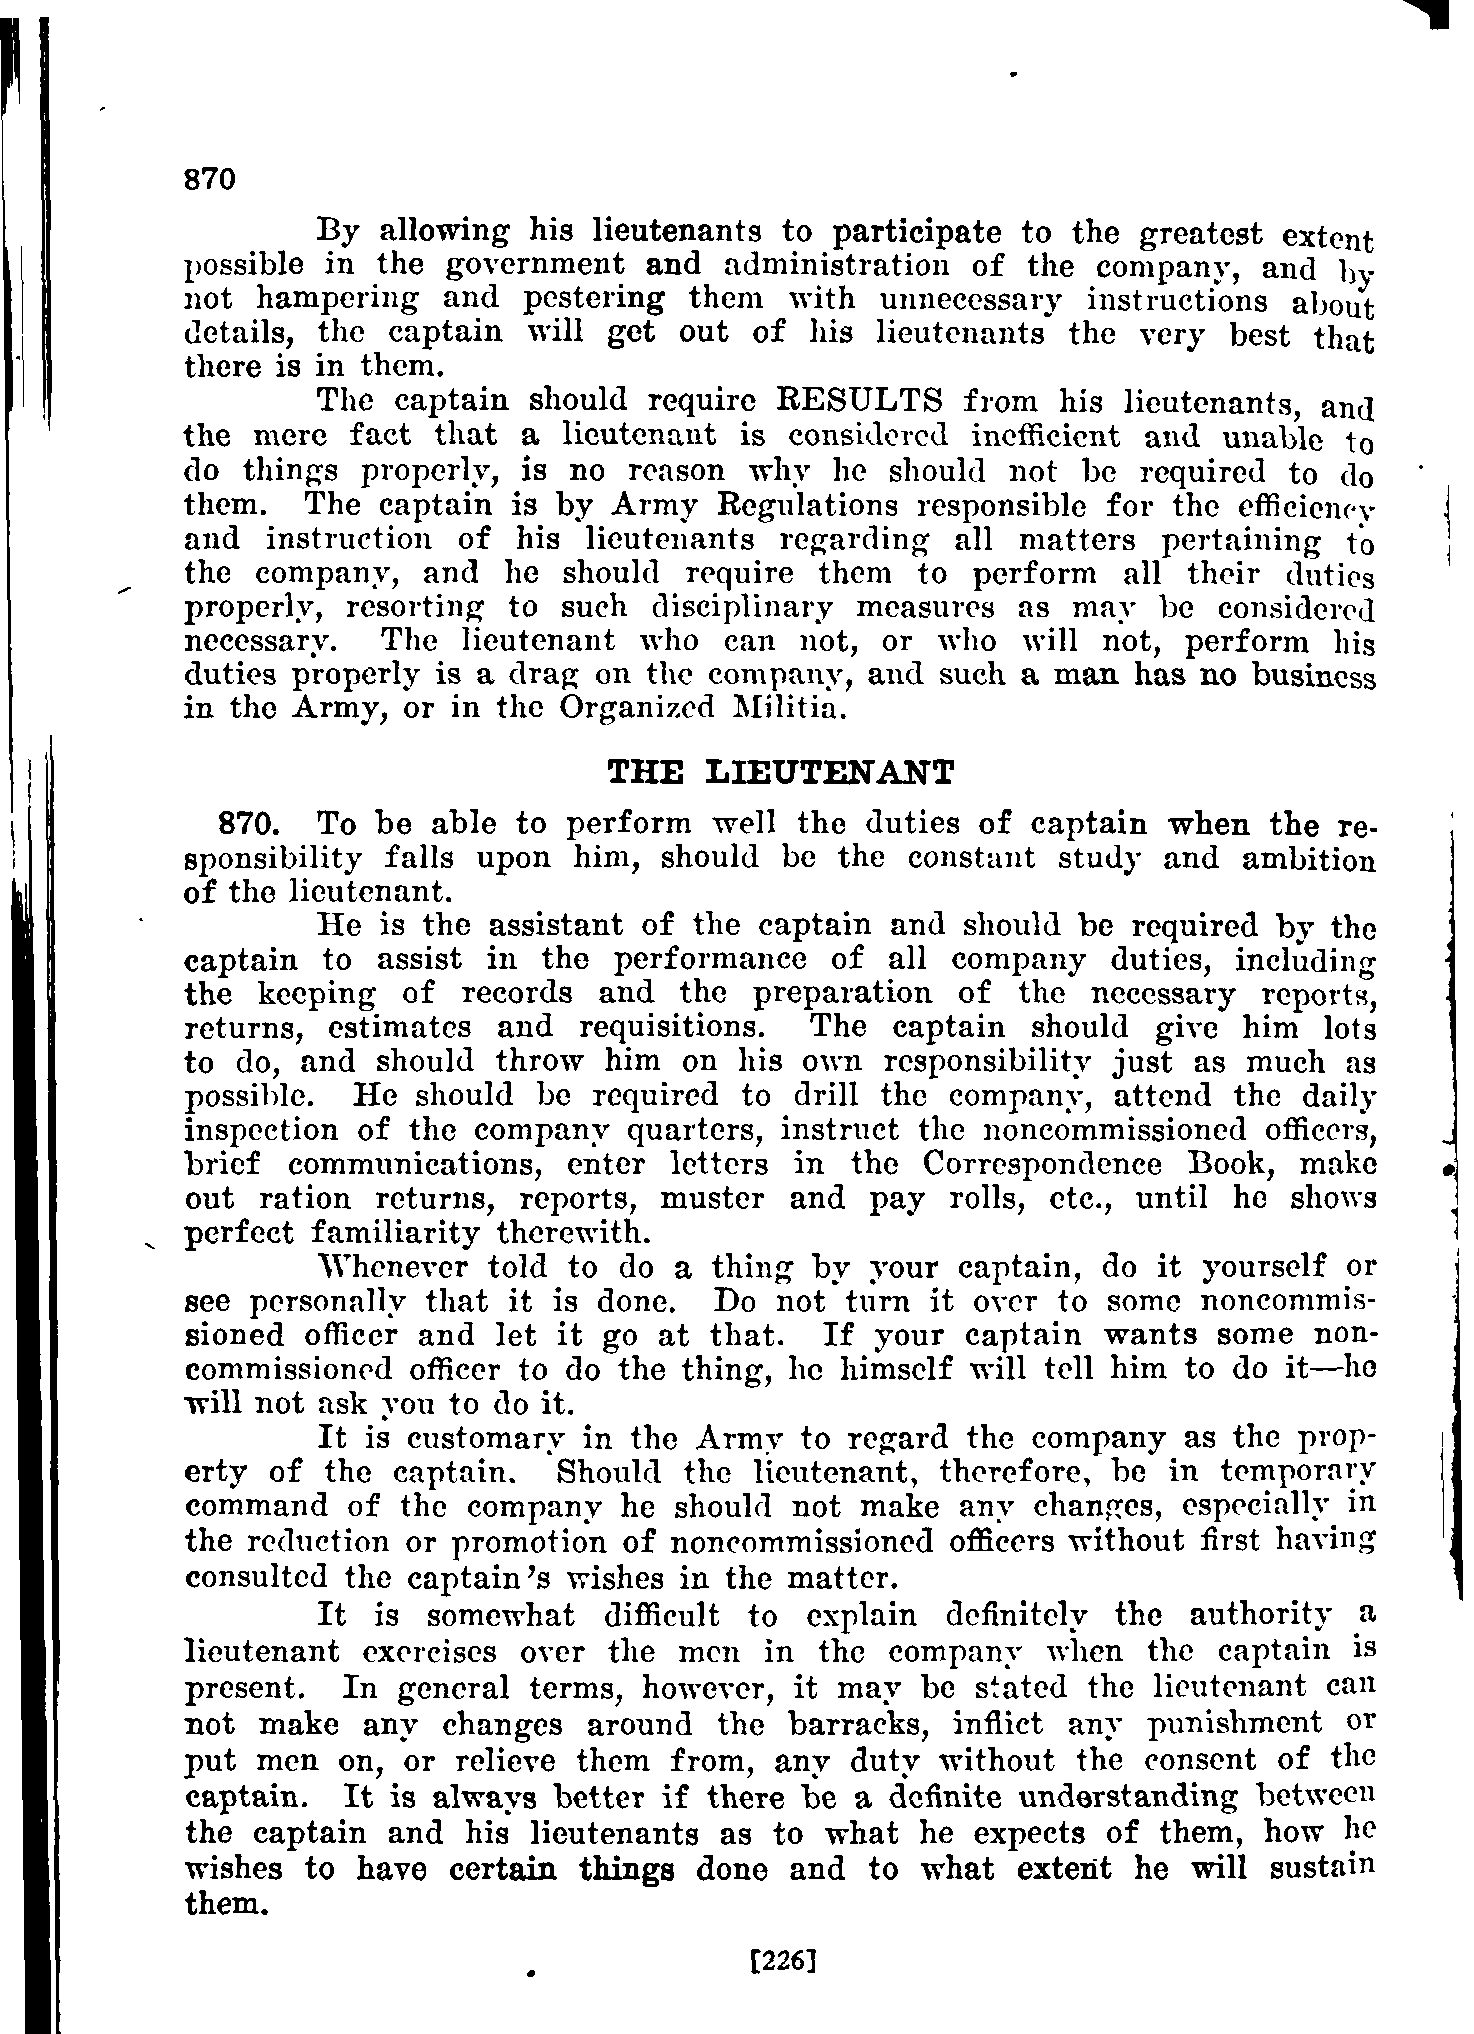 870
By allowing his lieutenants to participate to the greatest extent
possible in the government and administration of the company, and by
not hampering and pestering them with unnecessary instructions about
details, the captain will get out of his lieutenants the very best that
there is in them.
The captain should require RESULTS from his lieutenants, and
the mere fact that a lieutenant is considered inefficient and unable to
do things properly, is no reason why he should not be required to do
them. The captain is by Army Regulations responsible for the efficiency
and instruction of his lieutenants regarding all matters pertaining to
the company, and he should require them to perform all their duties
properly, resorting to such disciplinary measures as may be considered
necessary. The lieutenant who can not, or who will not, perform his
duties properly is a drag on the company, and such a man has no business
in the Army, or in the Organized Militia.
THE LIEUTENANT
870. To be able to perform well the duties of captain when the re-
sponsibility falls upon him, should be the constant study and ambition
of the lieutenant.
He is the assistant of the captain and should be required by the
captain to assist in the performance of all company duties, including
the keeping of records and the preparation of the necessary reports,
returns, estimates and requisitions. The captain should give him lots
to do, and should throw him on his own responsibility just as much as
possible. He should be required to drill the company, attend the daily
inspection of the company quarters, instruct the noncommissioned officers,
brief communications, enter letters in the Correspondence Book, make
out ration returns, reports, muster and pay rolls, etc., until he shows
perfect familiarity therewith.
Whenever told to do a thing by your captain, do it yourself or
see personally that it is done. Do not turn it over to some noncommis-
sioned officer and let it go at that. If your captain wants some non-
commissioned officer to do the thing, he himself will tell him to do it—he
will not ask you to do it.
It is customary in the Army to regard the company as the prop-
erty of the captain. Should the lieutenant, therefore, be in temporary
command of the company he should not make any changes, especially in
the reduction or promotion of noncommissioned officers without first having
consulted the captain's wishes in the matter.
It is somewhat difficult to explain definitely the authority a
lieutenant exercises over the men in the company when the captain is
present. In general terms, however, it may be stated the lieutenant can
not make any changes around the barracks, inflict any punishment or
put men on, or relieve them from, any duty without the consent of the
captain. It is always better if there be a definite understanding between
the captain and his lieutenants as to what he expects of them, how he
wishes to have certain things done and to what extent he will sustain
them.
[226]